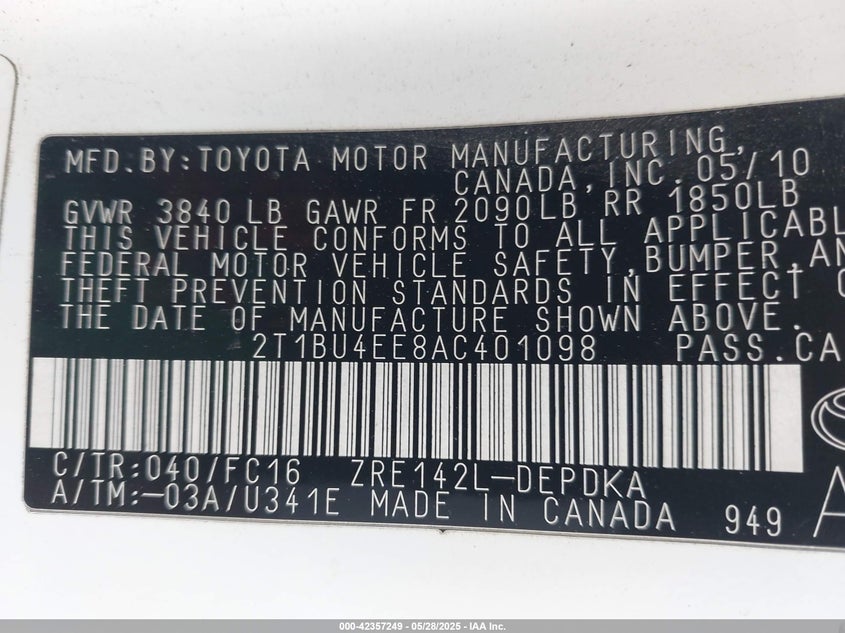 MFD.BY:TOYOTA MOTOR MANUFACTURING,
CANADA,INC.05/10
GVWR 3840LB GAWR FR 2090LB RR 1850LB
THIS VEHICLE CONFORMS TO ALL APPLICABL
FEDERAL MOTOR VEHICLE SAFETY,BUMPER,AN
THEFT PREVENTION STANDARDS IN EFFECT O
THE DATE OF MANUFACTURE SHOWN ABOVE.
2T1BU4EE8AC401098 PASS.CA
C/TR:040/FC16 ZRE142L-DEPDKA
A/TM:-03A/U341E MADE IN CANADA 949
000-42357249 - 05/28/2025 - IAA Inc.